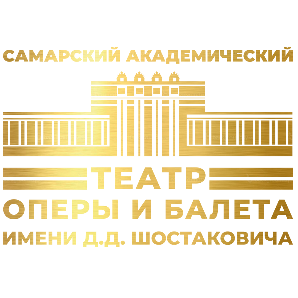 САМАРСКИЙ АКАДЕМИЧЕСКИЙ
ТЕАТР
ОПЕРЫ И БАЛЕТА
ИМЕНИ Д.Д. ШОСТАКОВИЧА